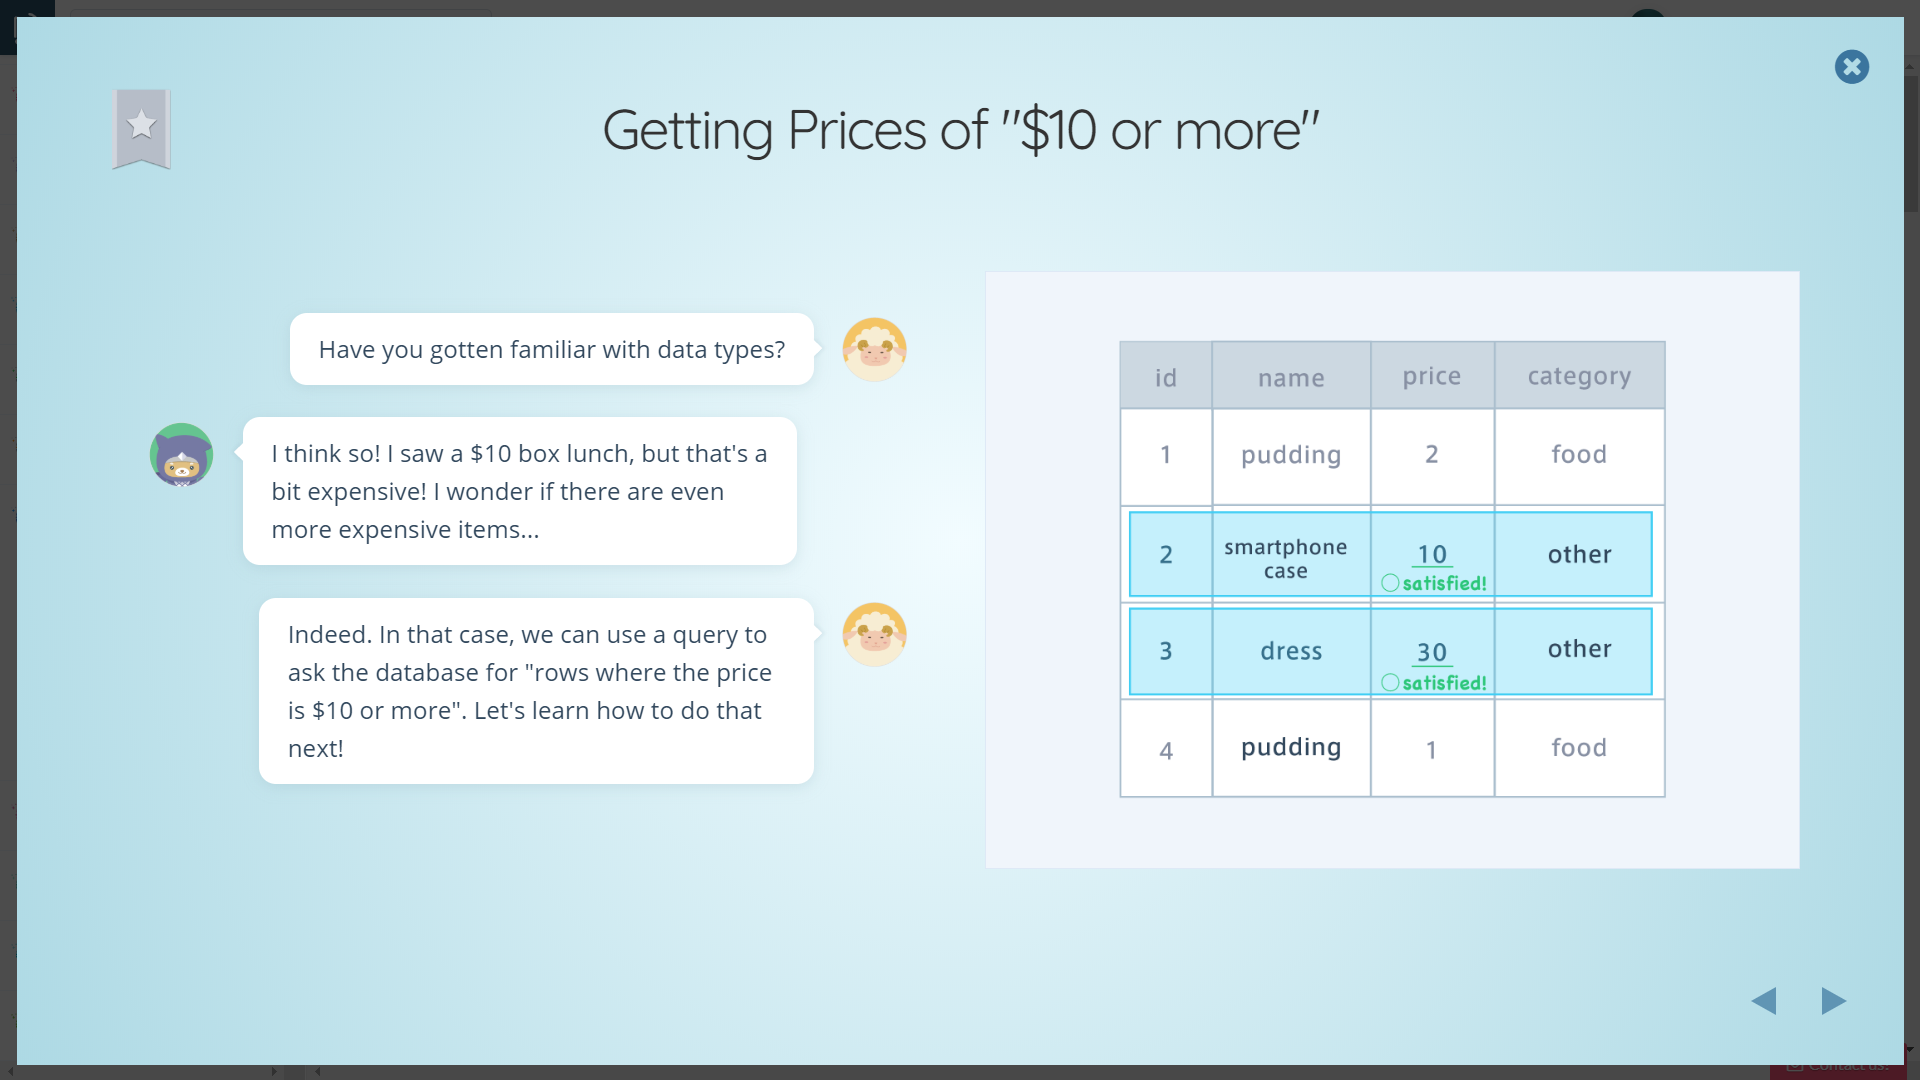 Getting Prices of "$10 or more"
Have you gotten familiar with data types?
I think so! I saw a $10 box lunch, but that's a
bit expensive! I wonder if there are even
more expensive items...
Indeed. In that case, we can use a query to
ask the database for "rows where the price
is $10 or more". Let's learn how to do that
next!
id name price category
1 pudding 2 food
2 smartphone case 10 other
satisfied!
3 dress 30 other
satisfied!
4 pudding 1 food
Contact us!